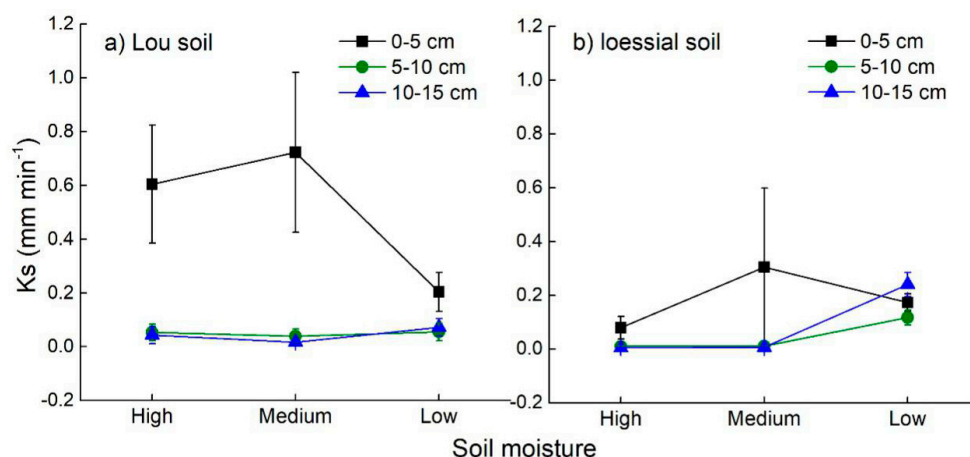 a) Lou soil
0-5 cm
5-10 cm
10-15 cm
1.2
1.0
0.8
0.6
0.4
0.2
0.0
-0.2
Ks (mm min⁻¹)
High
Medium
Low
b) loessial soil
0-5 cm
5-10 cm
10-15 cm
1.2
1.0
0.8
0.6
0.4
0.2
0.0
-0.2
High
Medium
Low
Soil moisture